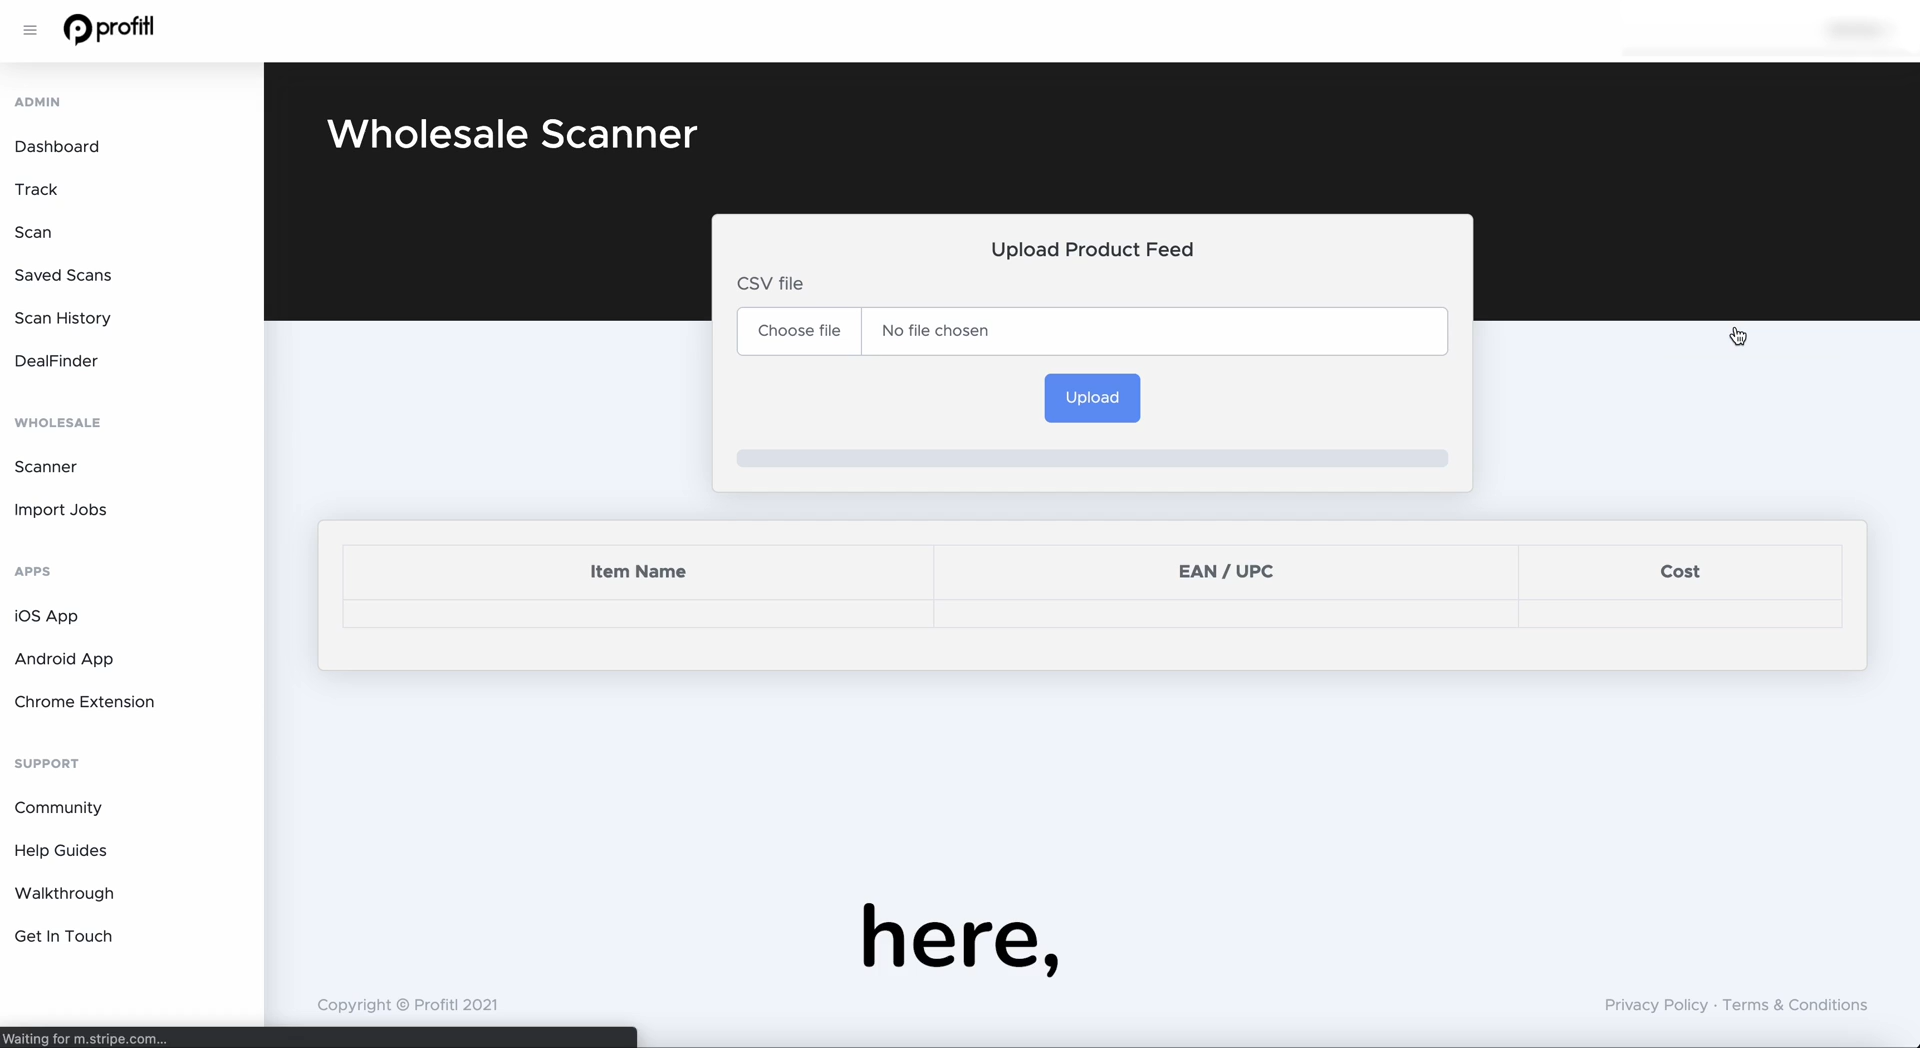 profitl
ADMIN
Dashboard
Track
Scan
Saved Scans
Scan History
DealFinder
WHOLESALE
Scanner
Import Jobs
APPS
iOS App
Android App
Chrome Extension
SUPPORT
Community
Help Guides
Walkthrough
Get In Touch
Wholesale Scanner
Upload Product Feed
CSV file
Choose file No file chosen
Upload
Item Name EAN / UPC Cost
here,
Copyright © Profitl 2021
Privacy Policy · Terms & Conditions
Waiting for m.stripe.com...